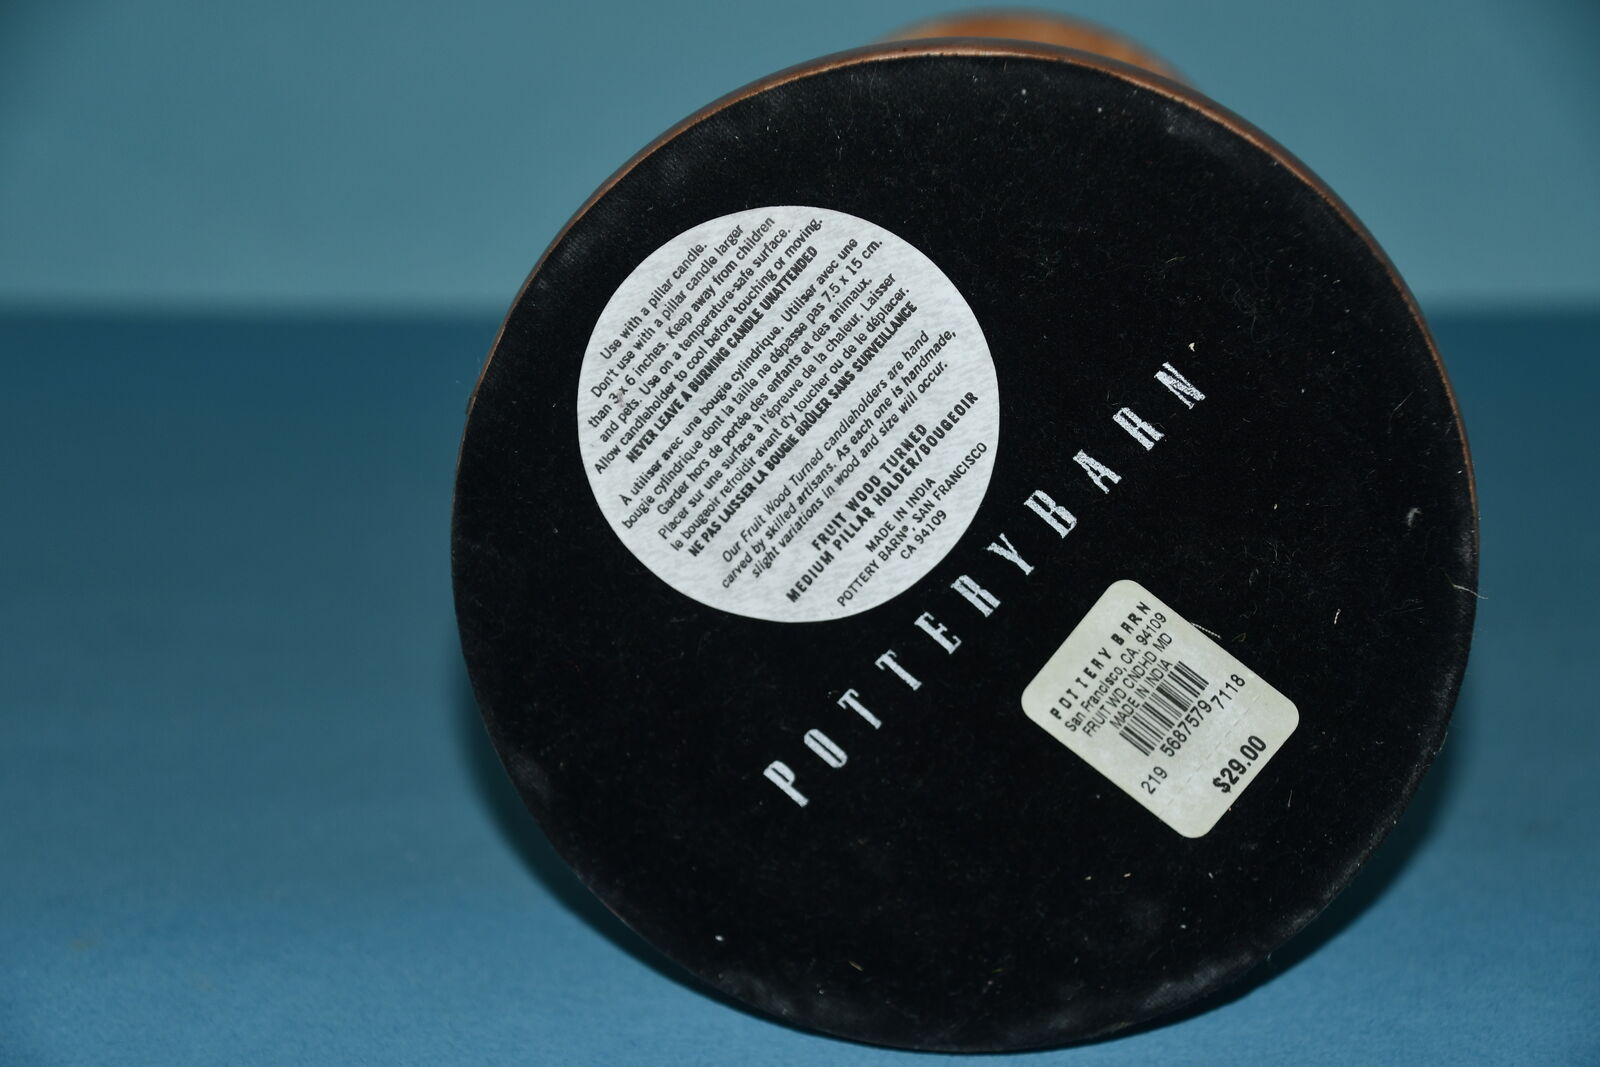 Use with a pillar candle.
Don't use with a pillar candle larger
than 3 x 6 inches. Keep away from children
and pets. Use on a temperature-safe surface.
Allow candleholder to cool before touching or moving.
NEVER LEAVE A BURNING CANDLE UNATTENDED
À utiliser avec une bougie cylindrique. Utiliser avec une
bougie cylindrique dont la taille ne dépasse pas 7.5 x 15 cm.
Garder hors de portée des enfants et des animaux.
Placer sur une surface à l'épreuve de la chaleur. Laisser
le bougeoir refroidir avant d'y toucher ou de le déplacer.
NE PAS LAISSER LA BOUGIE BRÛLER SANS SURVEILLANCE
Our Fruit Wood Turned candleholders are hand
carved by skilled artisans. As each one is handmade,
slight variations in wood and size will occur.
FRUIT WOOD TURNED
MEDIUM PILLAR HOLDER/BOUGEOIR
MADE IN INDIA
POTTERY BARN®, SAN FRANCISCO
CA 94109
POTTERY BARN
POTTERY BARN
San Francisco, CA. 94109
FRUIT WD CNDHD MD
MADE IN INDIA
219 5687579 7118
$29.00